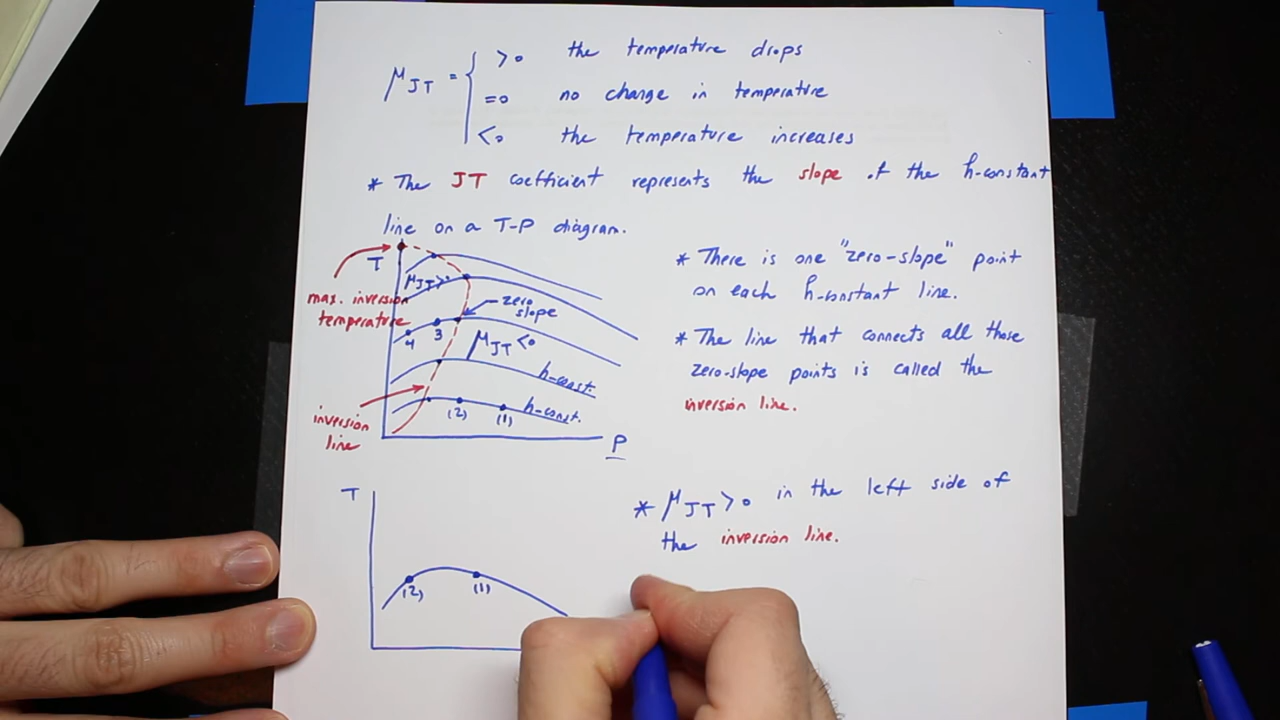 μJT = { >0 the temperature drops
=0 no change in temperature
<0 the temperature increases
* The JT coefficient represents the slope of the h-constant
line on a T-P diagram.
T
μJT>0
max. inversion
temperature
zero
slope
4 3
μJT<0
h-const.
h-const.
(2) (1)
inversion
line
P
* There is one "zero-slope" point
on each h-constant line.
* The line that connects all those
zero-slope points is called the
inversion line.
* μJT>0 in the left side of
the inversion line.
T
(2) (1)